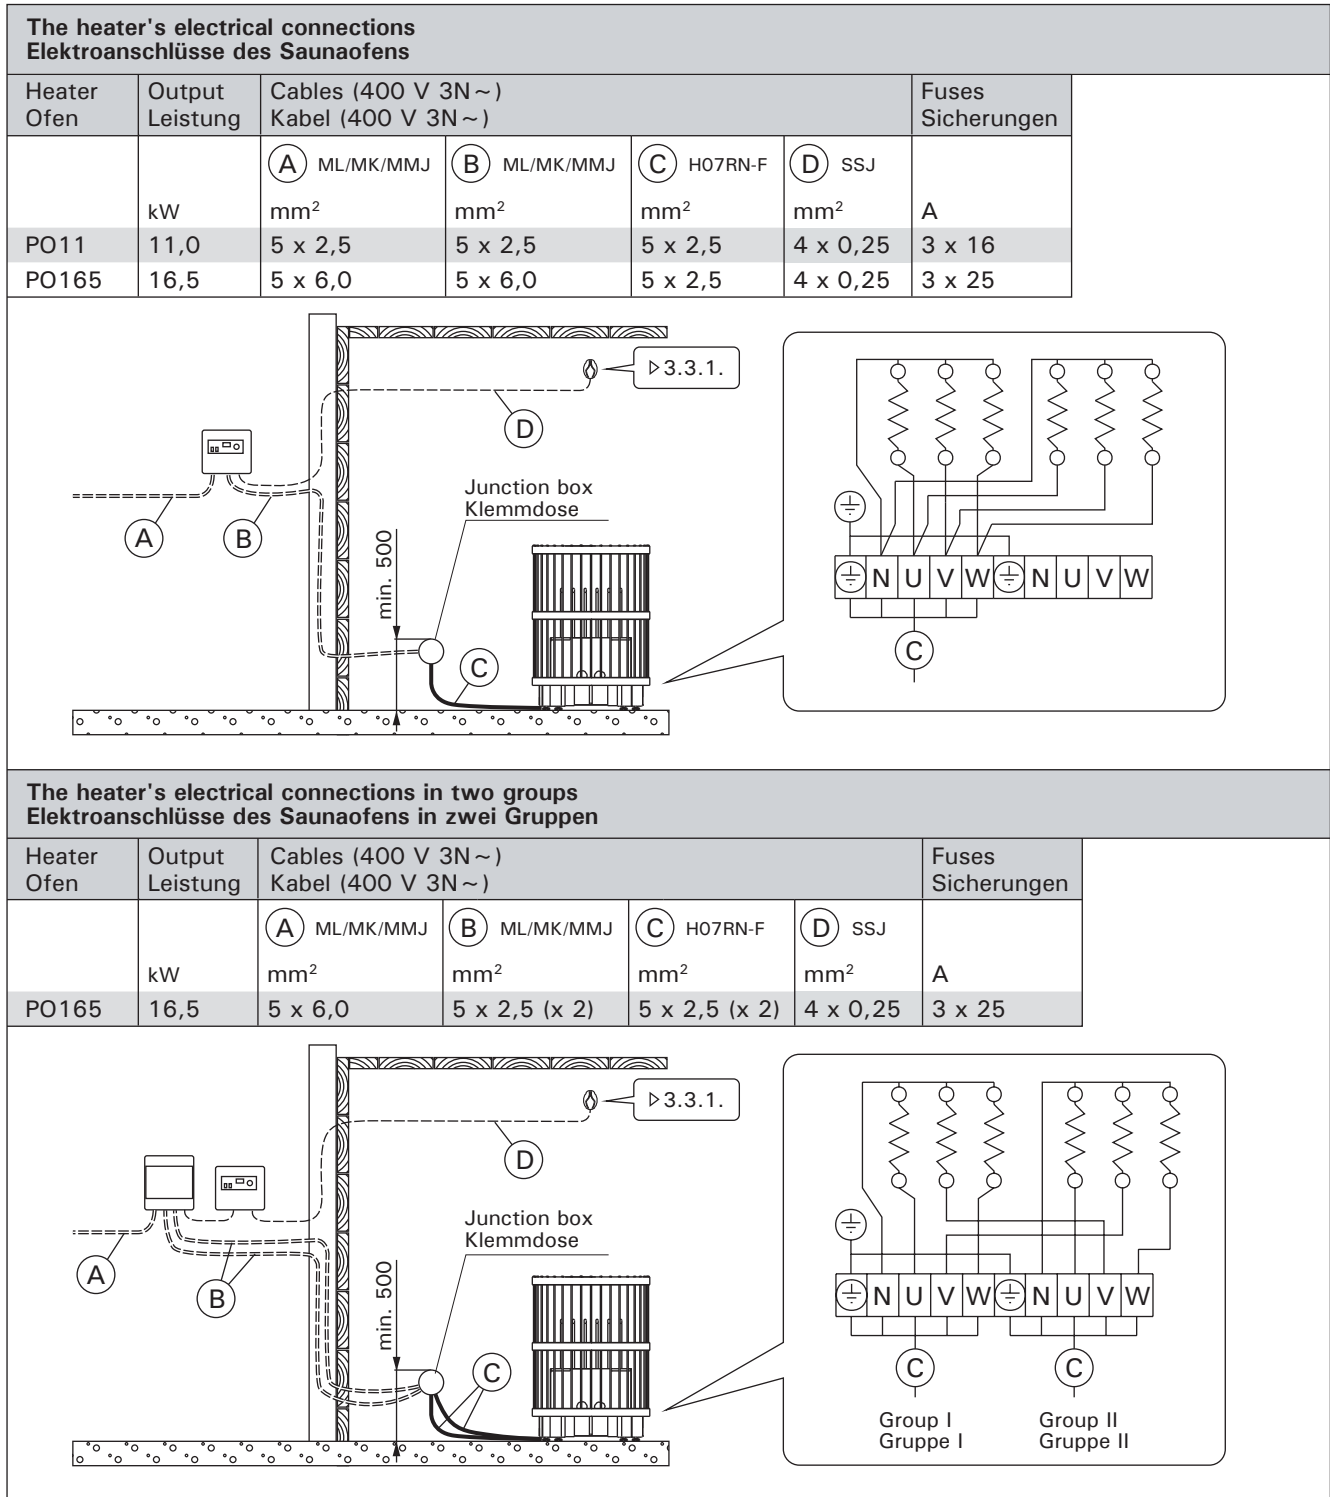 The heater's electrical connections
Elektroanschlüsse des Saunaofens
Heater Output Cables (400 V 3N~) Fuses
Ofen Leistung Kabel (400 V 3N~) Sicherungen
A ML/MK/MMJ B ML/MK/MMJ C H07RN-F D SSJ
kW mm² mm² mm² mm² A
PO11 11,0 5 x 2,5 5 x 2,5 5 x 2,5 4 x 0,25 3 x 16
PO165 16,5 5 x 6,0 5 x 6,0 5 x 2,5 4 x 0,25 3 x 25
▷3.3.1.
D
A
B
Junction box
Klemmdose
min. 500
C
N U V W N U V W
C
The heater's electrical connections in two groups
Elektroanschlüsse des Saunaofens in zwei Gruppen
Heater Output Cables (400 V 3N~) Fuses
Ofen Leistung Kabel (400 V 3N~) Sicherungen
A ML/MK/MMJ B ML/MK/MMJ C H07RN-F D SSJ
kW mm² mm² mm² mm² A
PO165 16,5 5 x 6,0 5 x 2,5 (x 2) 5 x 2,5 (x 2) 4 x 0,25 3 x 25
▷3.3.1.
D
A
B
Junction box
Klemmdose
min. 500
C
N U V W N U V W
C C
Group I Group II
Gruppe I Gruppe II